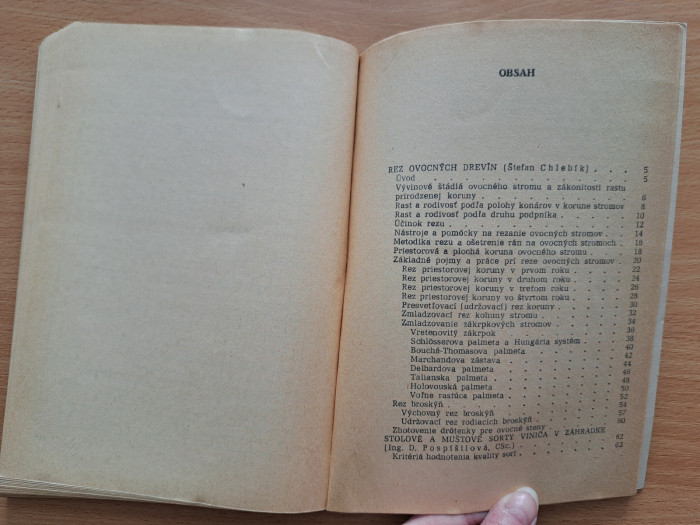 OBSAH
REZ OVOCNÝCH DREVÍN (Štefan Chlebík) . . . 5
Úvod . . . . . . . . . . 5
Vývinové štádiá ovocného stromu a zákonitosti rastu
prirodzenej koruny . . . . . . . . 6
Rast a rodivosť podľa polohy konárov v korune stromov 8
Rast a rodivosť podľa druhu podpníka . . . . 10
Účinok rezu . . . . . . . . . 12
Nástroje a pomôcky na rezanie ovocných stromov . 14
Metodika rezu a ošetrenie rán na ovocných stromoch . 16
Priestorová a plochá koruna ovocného stromu . . 18
Základné pojmy a práce pri reze ovocných stromov . 20
Rez priestorovej koruny v prvom roku . . . 22
Rez priestorovej koruny v druhom roku . . . 24
Rez priestorovej koruny v treťom roku . . . 26
Rez priestorovej koruny vo štvrtom roku . . . 28
Presvetľovací (udržovací) rez koruny . . . 30
Zmladzovací rez koruny stromu . . . . 32
Zmladzovanie zákrpkových stromov . . . . 34
Vretenovitý zákrpok . . . . . . 36
Schlösserova palmeta a Hungária systém . . 38
Bouché-Thomasova palmeta . . . . . 40
Marchandova zástava . . . . . . 42
Delbardova palmeta . . . . . . 44
Talianska palmeta . . . . . . . 46
Holovouská palmeta . . . . . . 48
Voľne rastúca palmeta . . . . . . 50
Rez broskýň . . . . . . . . . 52
Výchovný rez broskýň . . . . . . 54
Udržovací rez rodiacich broskýň . . . . 57
Zhotovenie drôtenky pre ovocné steny . . . 60
STOLOVÉ A MUŠTOVÉ SORTY VINIČA V ZÁHRADKE
(Ing. D. Pospíšilová, CSc.) . . . . . . 62
Kritériá hodnotenia kvality sort . . . . . 63